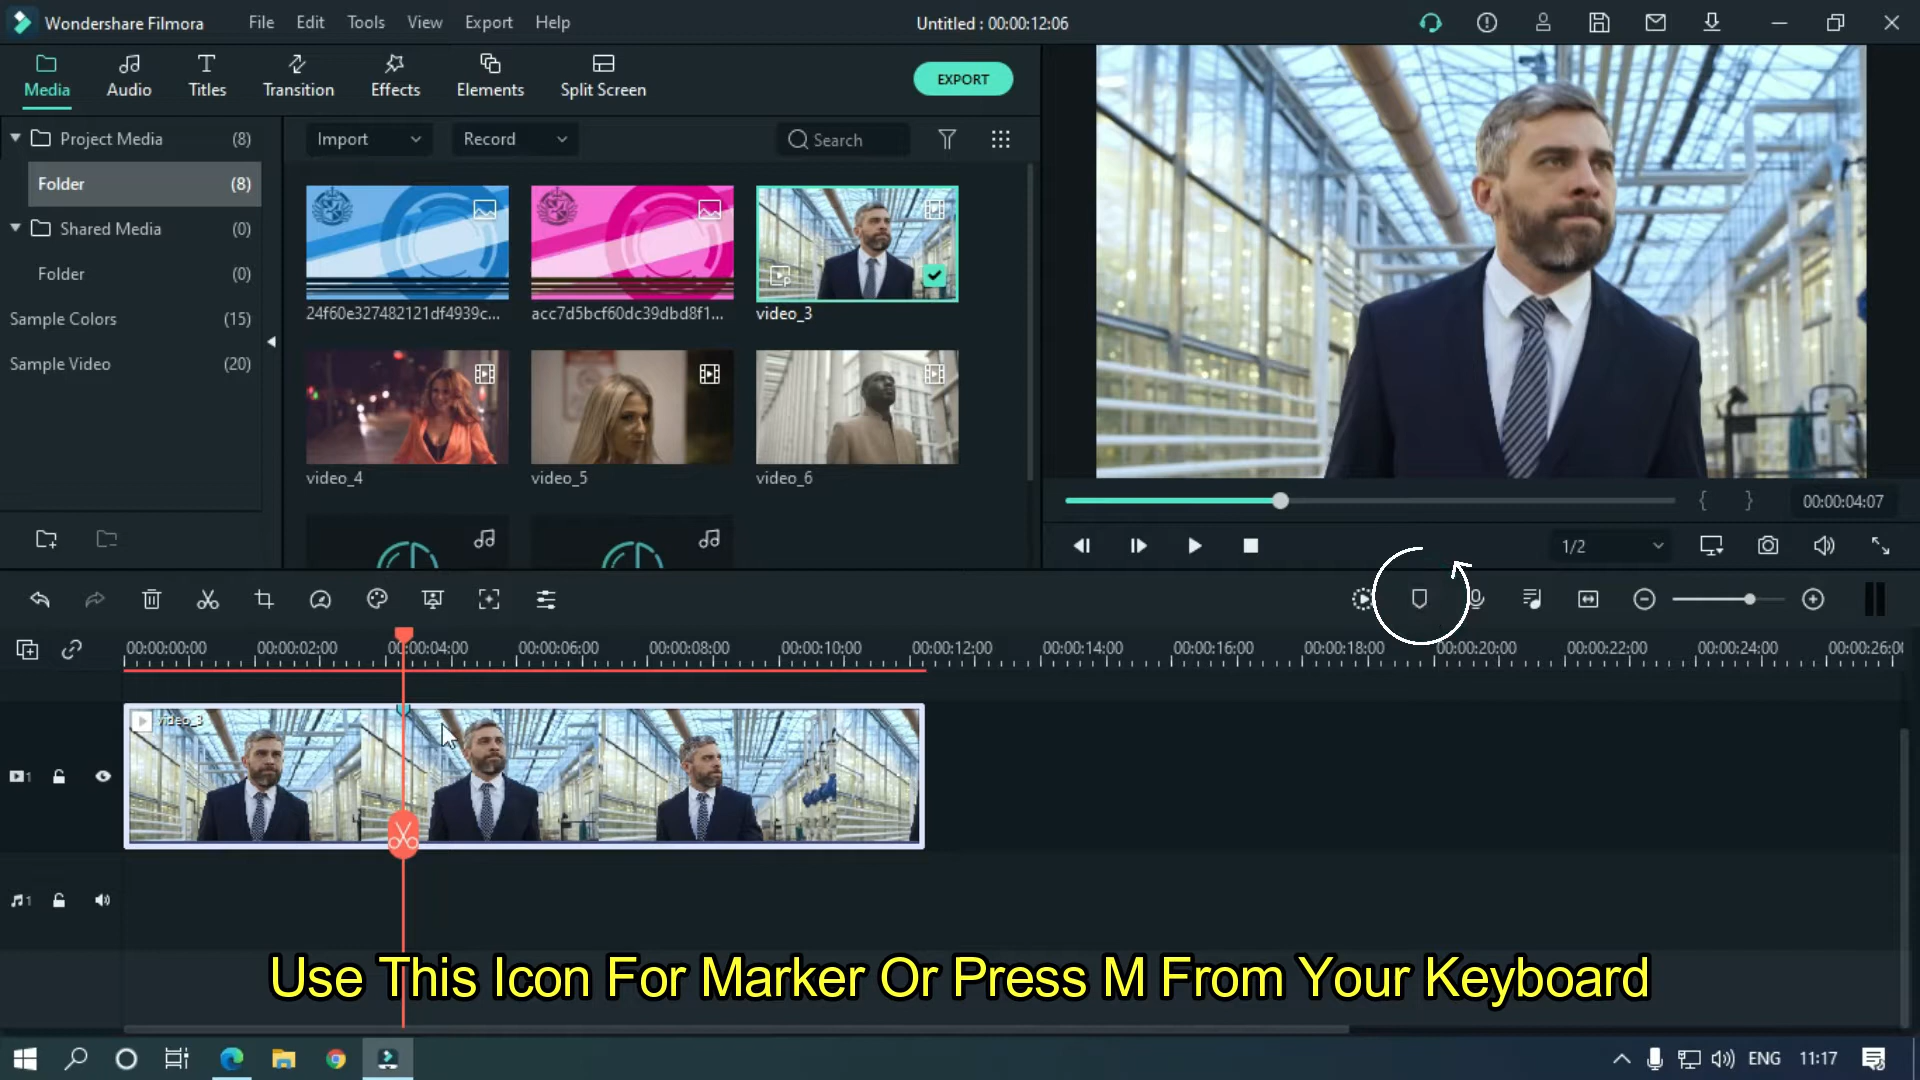 Wondershare Filmora
File
Edit
Tools
View
Export
Help
Untitled : 00:00:12:06
Media
Audio
Titles
Transition
Effects
Elements
Split Screen
EXPORT
Project Media (8)
Folder (8)
Shared Media (0)
Folder (0)
Sample Colors (15)
Sample Video (20)
Import
Record
Search
24f60e327482121df4939c...
acc7d5bcf60dc39dbd8f1...
video_3
video_4
video_5
video_6
{ }
00:00:04:07
1/2
00:00:00:00
00:00:02:00
00:00:04:00
00:00:06:00
00:00:08:00
00:00:10:00
00:00:12:00
00:00:14:00
00:00:16:00
00:00:18:00
00:00:20:00
00:00:22:00
00:00:24:00
00:00:26:0
video_3
1
1
Use This Icon For Marker Or Press M From Your Keyboard
ENG
11:17